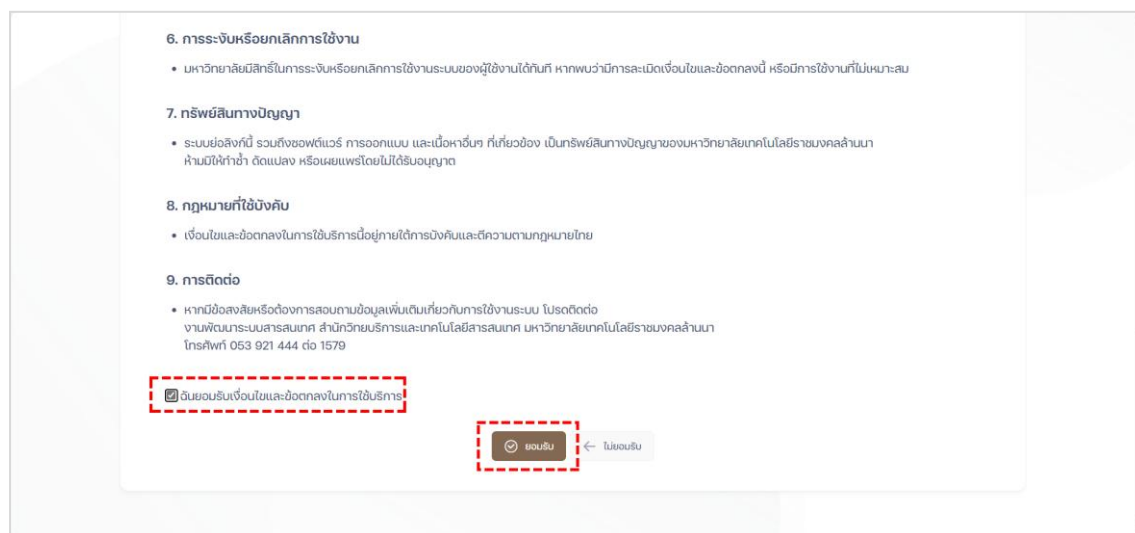 6. การระงับหรือยกเลิกการใช้งาน
• มหาวิทยาลัยมีสิทธิ์ในการระงับหรือยกเลิกการใช้งานระบบของผู้ใช้งานได้ทันที หากพบว่ามีการละเมิดเงื่อนไขและข้อตกลงนี้ หรือมีการใช้งานที่ไม่เหมาะสม
7. ทรัพย์สินทางปัญญา
• ระบบย่อลิงก์นี้ รวมถึงซอฟต์แวร์ การออกแบบ และเนื้อหาอื่นๆ ที่เกี่ยวข้อง เป็นทรัพย์สินทางปัญญาของมหาวิทยาลัยเทคโนโลยีราชมงคลล้านนา
ห้ามมิให้ทำซ้ำ ดัดแปลง หรือเผยแพร่โดยไม่ได้รับอนุญาต
8. กฎหมายที่ใช้บังคับ
• เงื่อนไขและข้อตกลงในการใช้บริการนี้อยู่ภายใต้การบังคับและตีความตามกฎหมายไทย
9. การติดต่อ
• หากมีข้อสงสัยหรือต้องการสอบถามข้อมูลเพิ่มเติมเกี่ยวกับการใช้งานระบบ โปรดติดต่อ
งานพัฒนาระบบสารสนเทศ สำนักวิทยบริการและเทคโนโลยีสารสนเทศ มหาวิทยาลัยเทคโนโลยีราชมงคลล้านนา
โทรศัพท์ 053 921 444 ต่อ 1579
ฉันยอมรับเงื่อนไขและข้อตกลงในการใช้บริการ
ยอมรับ ← ไม่ยอมรับ